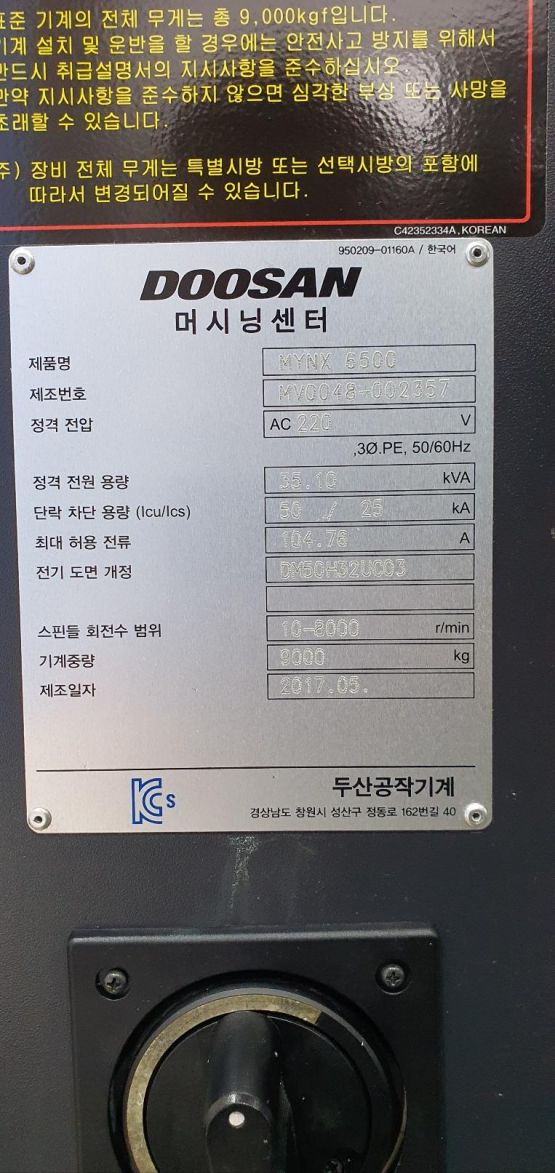 표준 기계의 전체 무게는 총 9,000kgf입니다.
기계 설치 및 운반을 할 경우에는 안전사고 방지를 위해서
반드시 취급설명서의 지시사항을 준수하십시오
만약 지시사항을 준수하지 않으면 심각한 부상 또는 사망을
초래할 수 있습니다.
주) 장비 전체 무게는 특별시방 또는 선택시방의 포함에
따라서 변경되어질 수 있습니다.
C42352334A, KOREAN
950209-01160A / 한국어
DOOSAN
머시닝센터
제품명 MYNX 6500
제조번호 MV0048-002357
정격 전압 AC 220 V
,3Ø.PE, 50/60Hz
정격 전원 용량 35.10 kVA
단락 차단 용량 (Icu/Ics) 50 / 25 kA
최대 허용 전류 104.78 A
전기 도면 개정 DM50H32UC03
스핀들 회전수 범위 10-8000 r/min
기계중량 9000 kg
제조일자 2017.05.
KCs
두산공작기계
경상남도 창원시 성산구 정동로 162번길 40